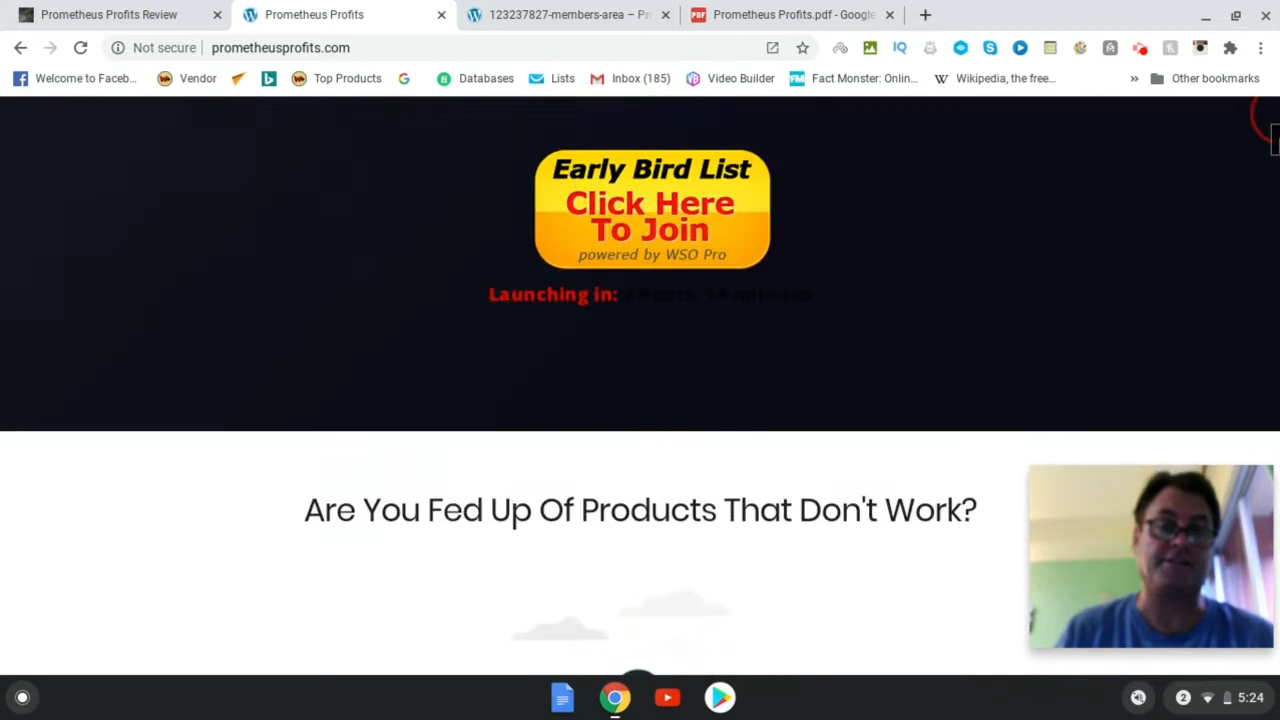 Prometheus Profits Review
Prometheus Profits
123237827-members-area – Pr
Prometheus Profits.pdf - Google
Not secure
prometheusprofits.com
IQ
Welcome to Faceb...
Vendor
Top Products
Databases
Lists
Inbox (185)
Video Builder
Fact Monster: Onlin...
Wikipedia, the free...
»
Other bookmarks
Early Bird List
Click Here
To Join
powered by WSO Pro
Launching in:
Are You Fed Up Of Products That Don't Work?
2
5:24